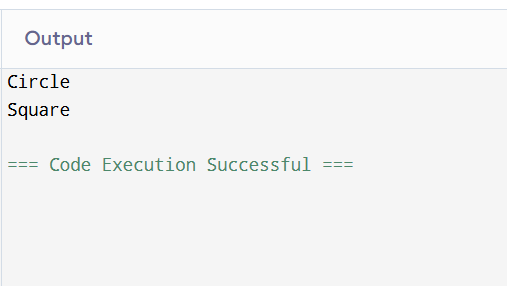 Output
Circle
Square
=== Code Execution Successful ===